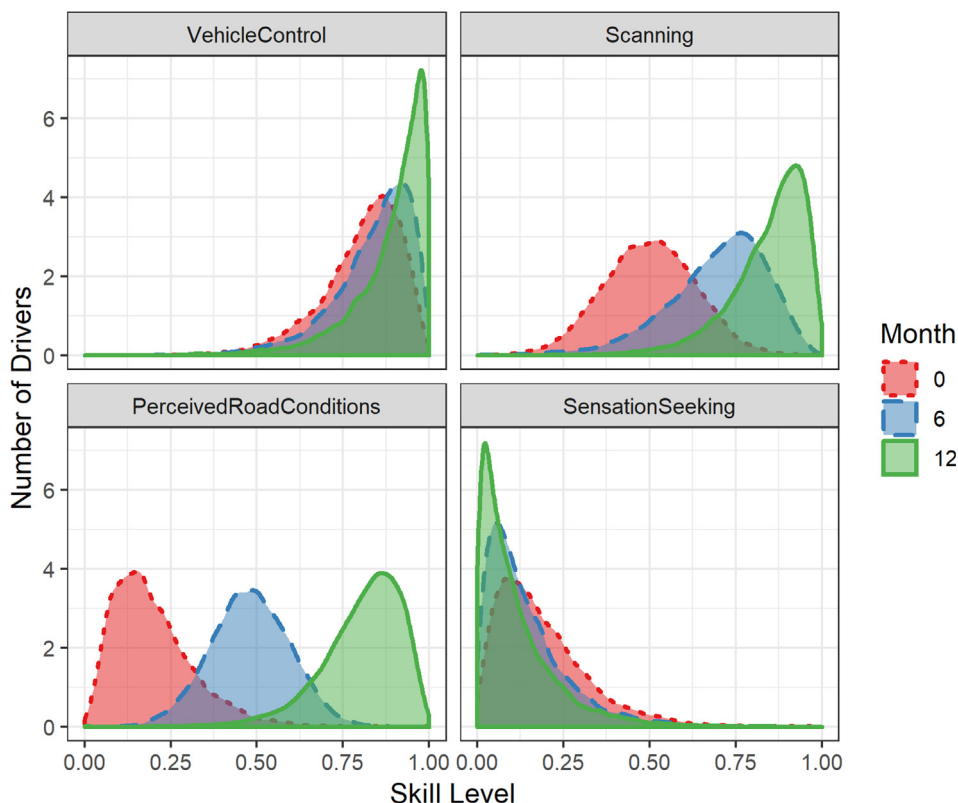 VehicleControl
Scanning
6
4
2
0
PerceivedRoadConditions
SensationSeeking
6
4
2
0
0.00 0.25 0.50 0.75 1.00
0.00 0.25 0.50 0.75 1.00
Number of Drivers
Skill Level
Month
0
6
12